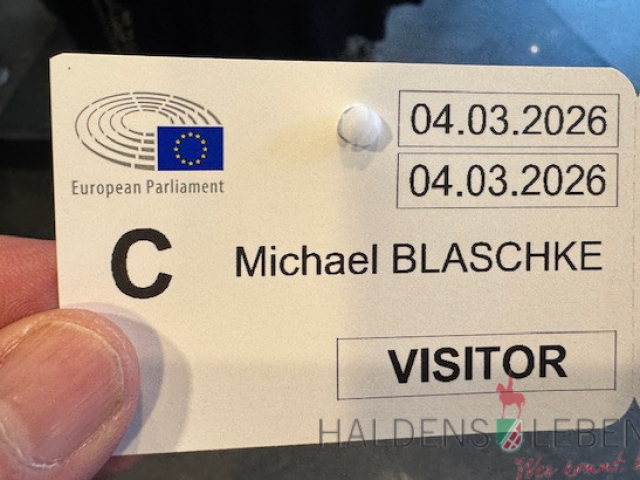 04.03.2026
04.03.2026
European Parliament
C
Michael BLASCHKE
VISITOR
HALDENSLEBEN